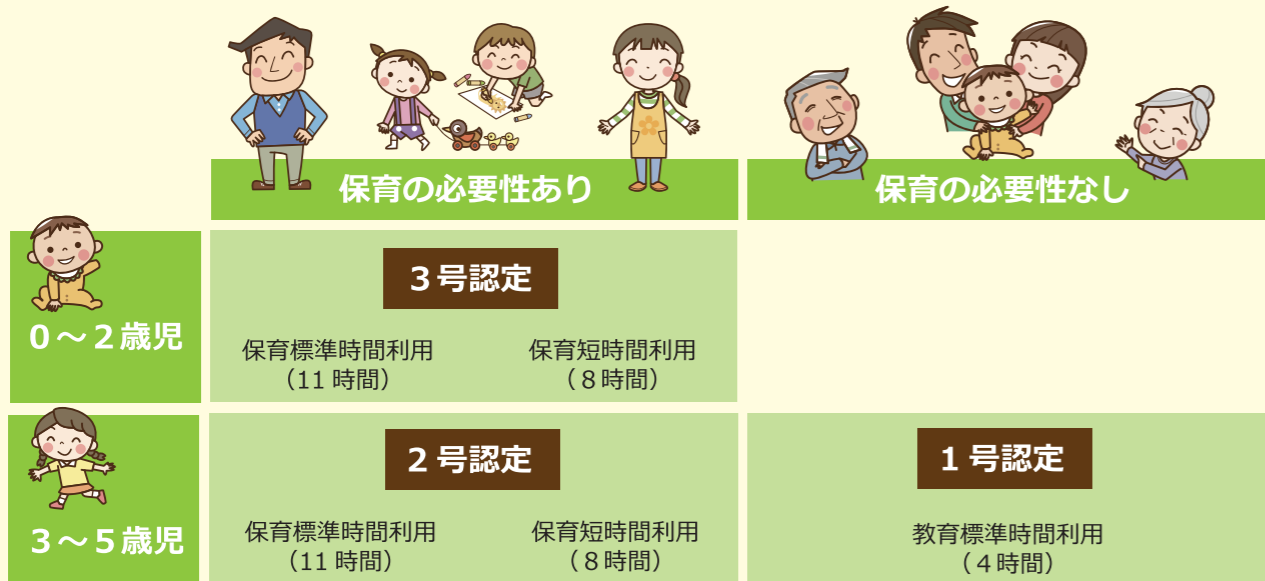 保育の必要性あり
保育の必要性なし
0～2歳児
3号認定
保育標準時間利用
（11時間）
保育短時間利用
（8時間）
3～5歳児
2号認定
保育標準時間利用
（11時間）
保育短時間利用
（8時間）
1号認定
教育標準時間利用
（4時間）